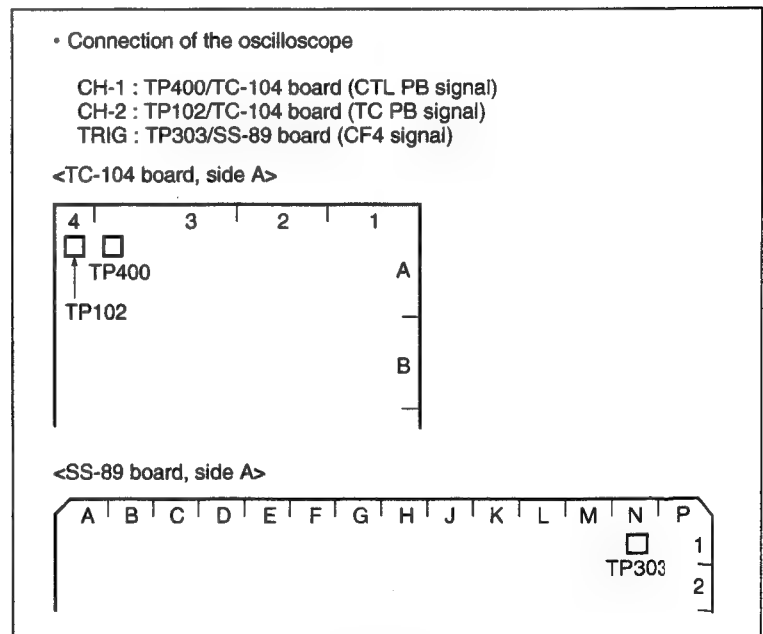 • Connection of the oscilloscope
CH-1 : TP400/TC-104 board (CTL PB signal)
CH-2 : TP102/TC-104 board (TC PB signal)
TRIG : TP303/SS-89 board (CF4 signal)
<TC-104 board, side A>
4 3 2 1
TP400
A
TP102
B
<SS-89 board, side A>
A B C D E F G H J K L M N P
1
TP303
2